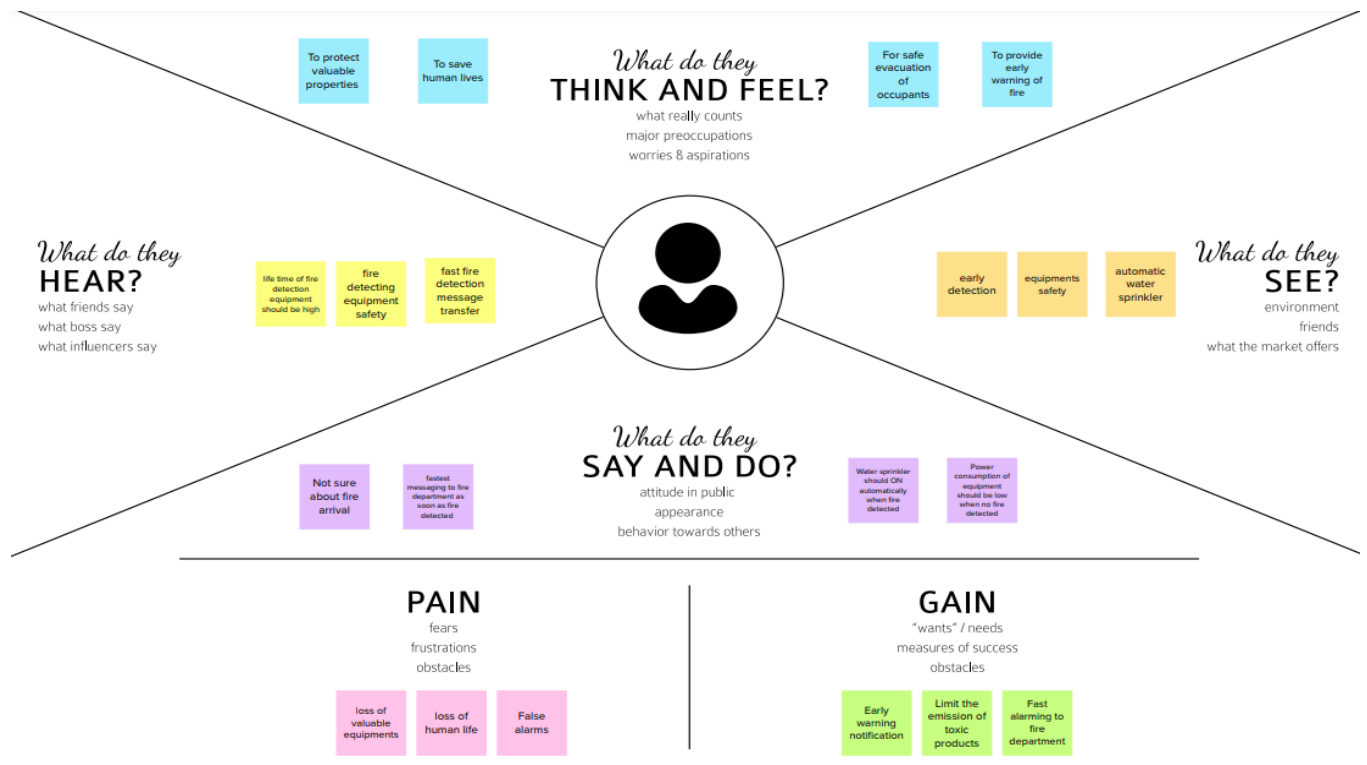 To protect
valuable
properties
To save
human lives
What do they
THINK AND FEEL?
what really counts
major preoccupations
worries & aspirations
For safe
evacuation
of
occupants
To provide
early
warning of
fire
What do they
HEAR?
what friends say
what boss say
what influencers say
life time of fire
detection
equipment
should be high
fire
detecting
equipment
safety
fast fire
detection
message
transfer
early
detection
equipments
safety
automatic
water
sprinkler
What do they
SEE?
environment
friends
what the market offers
Not sure
about fire
arrival
fastest
messaging to fire
department as
soon as fire
detected
What do they
SAY AND DO?
attitude in public
appearance
behavior towards others
Water sprinkler
should ON
automatically
when fire
detected
Power
consumption of
equipment
should be low
when no fire
detected
PAIN
fears
frustrations
obstacles
loss of
valuable
equipments
loss of
human life
False
alarms
GAIN
“wants” / needs
measures of success
obstacles
Early
warning
notification
Limit the
emission of
toxic
products
Fast
alarming to
fire
department